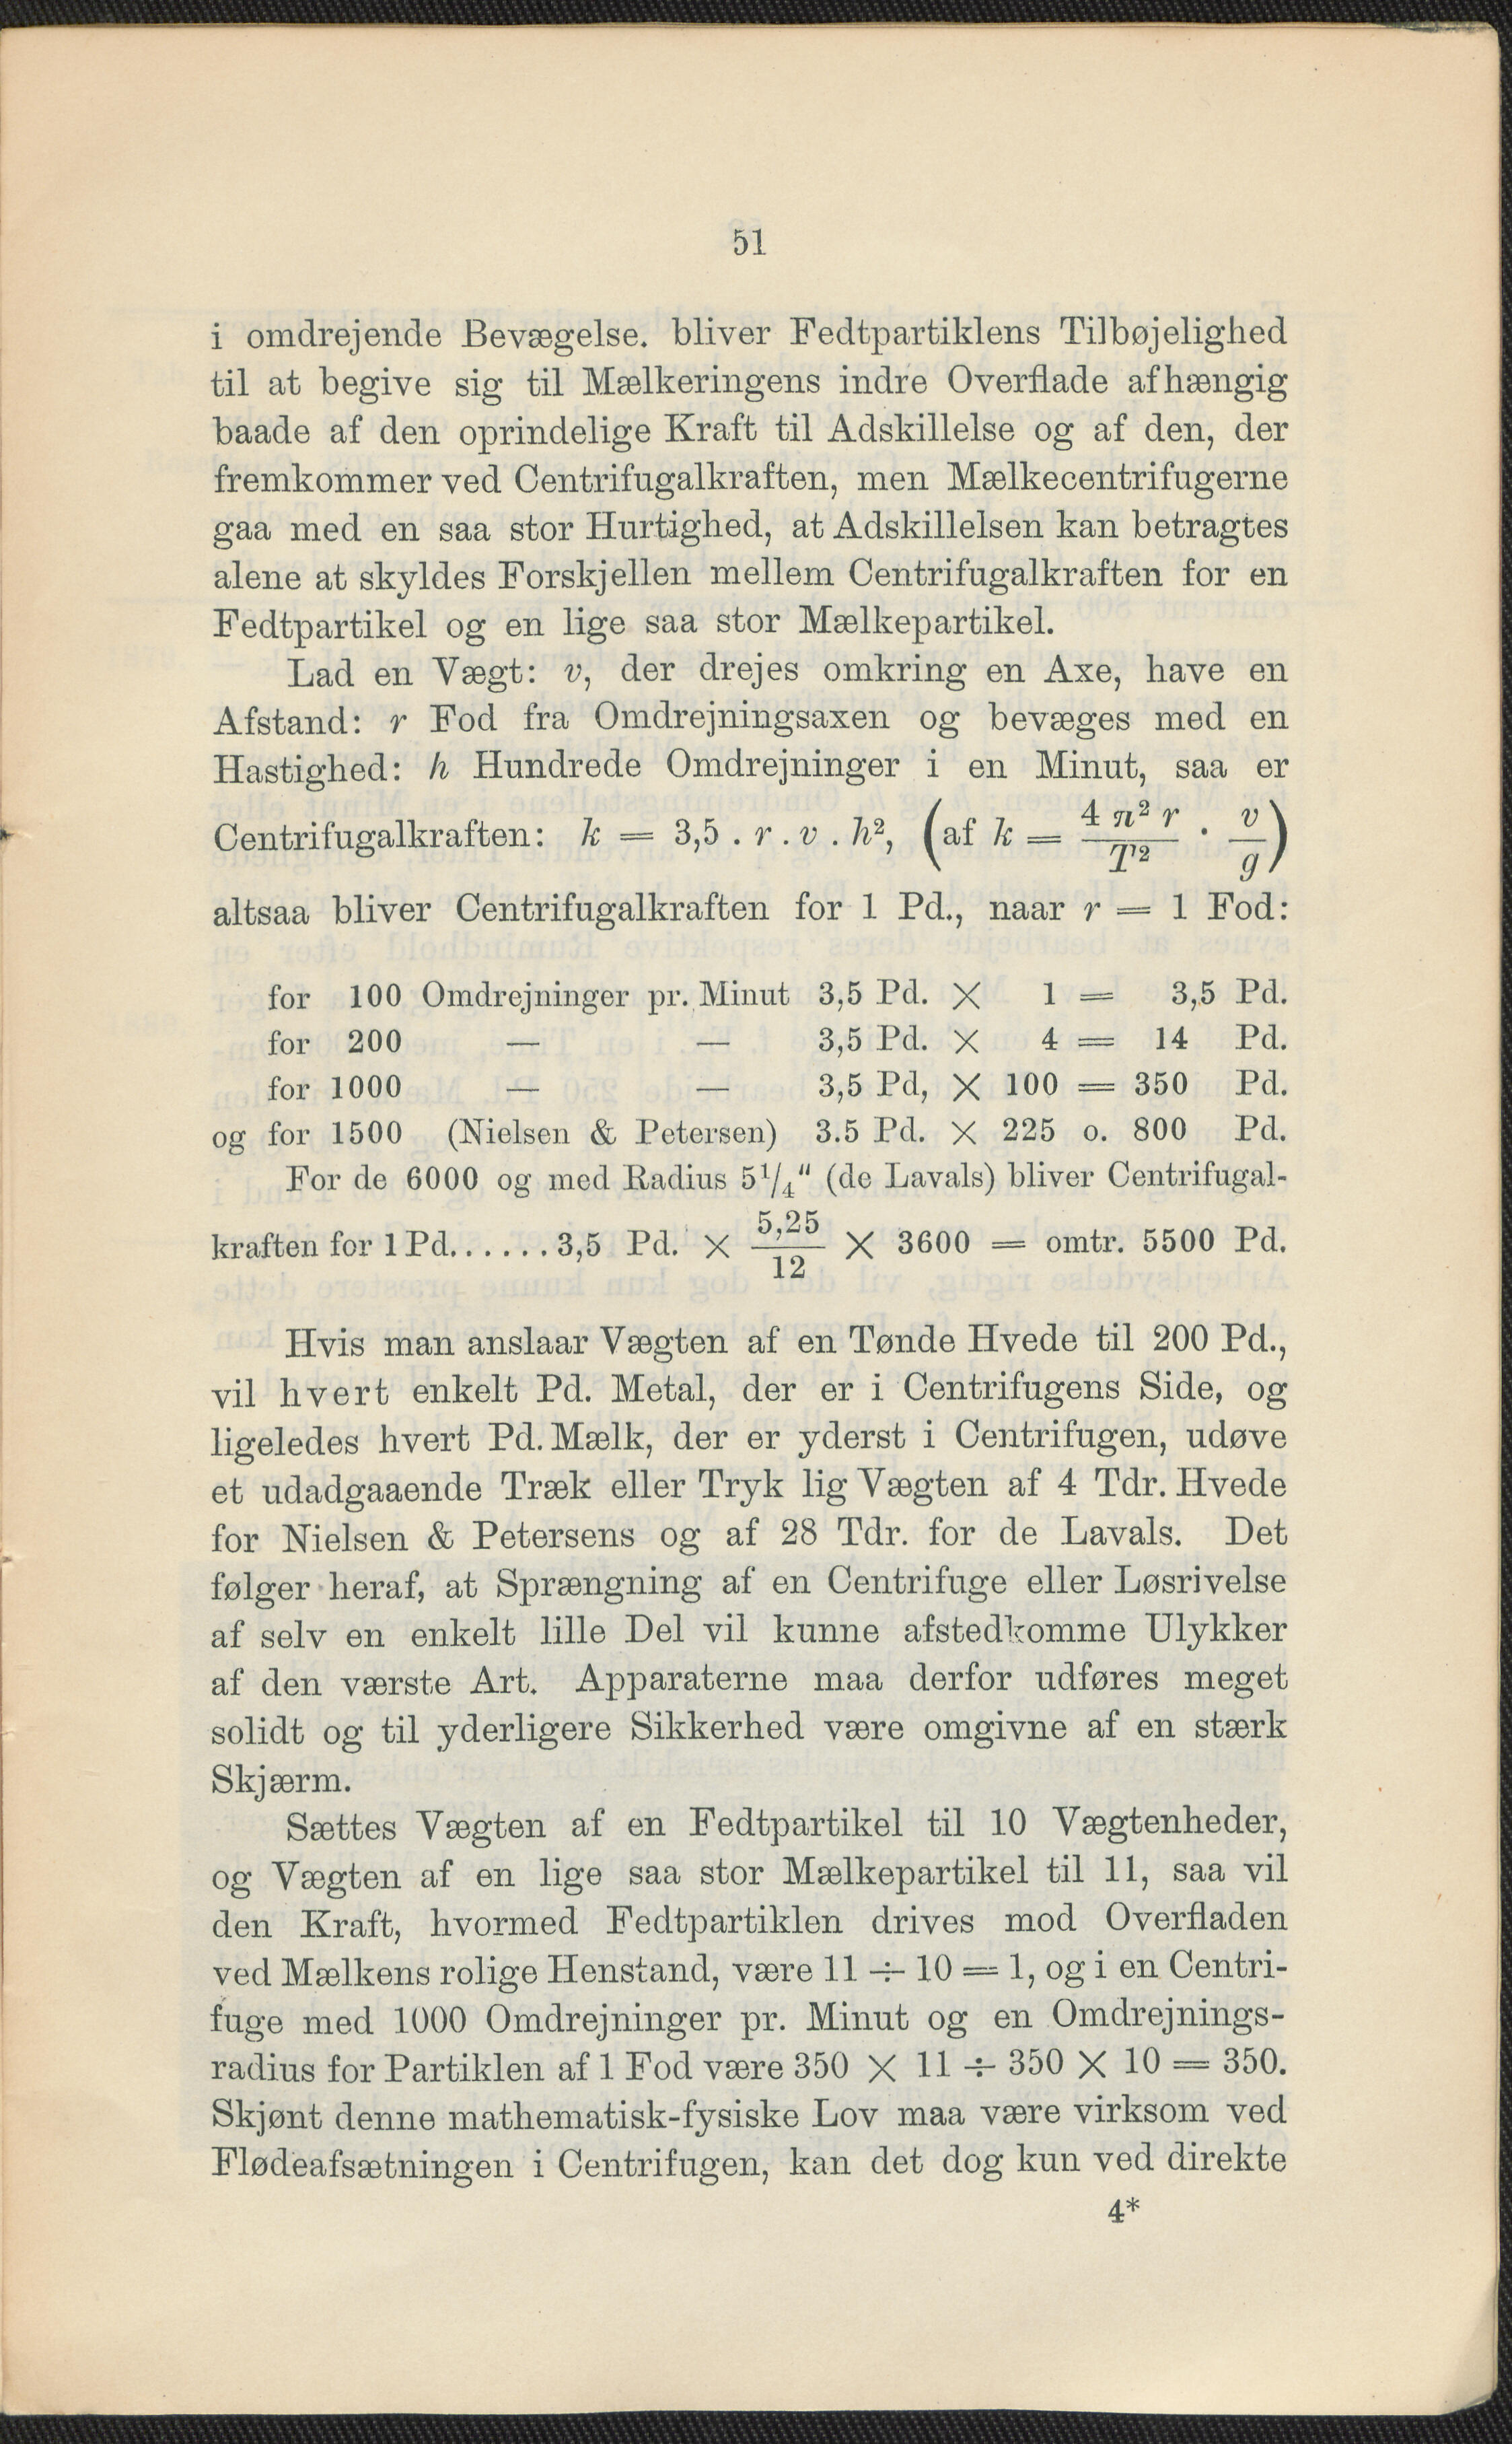 51
i omdrejende Bevægelse. bliver Fedtpartiklens Tilbøjelighed
til at begive sig til Mælkeringens indre Overflade afhængig
baade af den oprindelige Kraft til Adskillelse og af den, der
fremkommer ved Centrifugalkraften, men Mælkecentrifugerne
gaa med en saa stor Hurtighed, at Adskillelsen kan betragtes
alene at skyldes Forskjellen mellem Centrifugalkraften for en
Fedtpartikel og en lige saa stor Mælkepartikel.
Lad en Vægt: v, der drejes omkring en Axe, have en
Afstand: r Fod fra Omdrejningsaxen og bevæges med en
Hastighed: h Hundrede Omdrejninger i en Minut, saa er
Centrifugalkraften: k = 3,5 . r . v . h², (af k = 4 π² r / T² · v / g)
altsaa bliver Centrifugalkraften for 1 Pd., naar r = 1 Fod:
for 100 Omdrejninger pr. Minut 3,5 Pd. × 1 = 3,5 Pd.
for 200 — — 3,5 Pd. × 4 = 14 Pd.
for 1000 — — 3,5 Pd, × 100 = 350 Pd.
og for 1500 (Nielsen & Petersen) 3.5 Pd. × 225 o. 800 Pd.
For de 6000 og med Radius 5¹/₄" (de Lavals) bliver Centrifugal-
kraften for 1 Pd......3,5 Pd. × 5,25 / 12 × 3600 = omtr. 5500 Pd.
Hvis man anslaar Vægten af en Tønde Hvede til 200 Pd.,
vil hvert enkelt Pd. Metal, der er i Centrifugens Side, og
ligeledes hvert Pd. Mælk, der er yderst i Centrifugen, udøve
et udadgaaende Træk eller Tryk lig Vægten af 4 Tdr. Hvede
for Nielsen & Petersens og af 28 Tdr. for de Lavals. Det
følger heraf, at Sprængning af en Centrifuge eller Løsrivelse
af selv en enkelt lille Del vil kunne afstedkomme Ulykker
af den værste Art. Apparaterne maa derfor udføres meget
solidt og til yderligere Sikkerhed være omgivne af en stærk
Skjærm.
Sættes Vægten af en Fedtpartikel til 10 Vægtenheder,
og Vægten af en lige saa stor Mælkepartikel til 11, saa vil
den Kraft, hvormed Fedtpartiklen drives mod Overfladen
ved Mælkens rolige Henstand, være 11 ÷ 10 = 1, og i en Centri-
fuge med 1000 Omdrejninger pr. Minut og en Omdrejnings-
radius for Partiklen af 1 Fod være 350 × 11 ÷ 350 × 10 = 350.
Skjønt denne mathematisk-fysiske Lov maa være virksom ved
Flødeafsætningen i Centrifugen, kan det dog kun ved direkte
4*